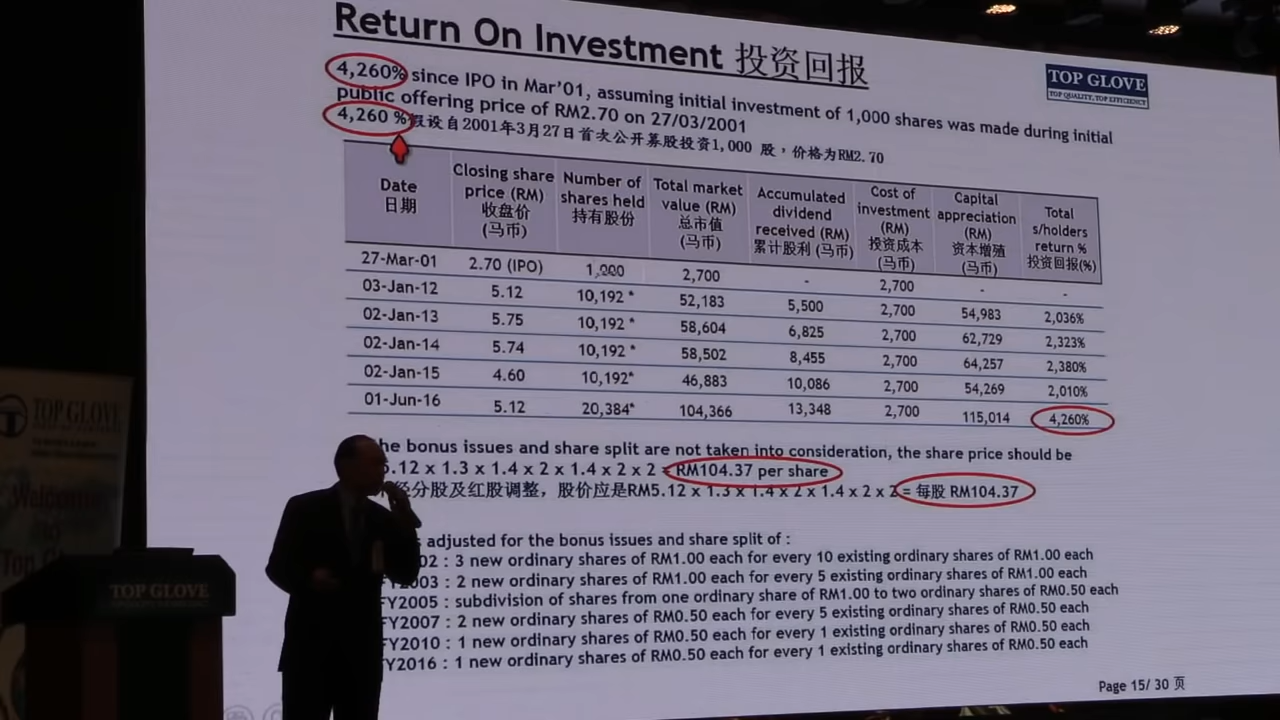 Return On Investment 投资回报
TOP GLOVE
TOP QUALITY, TOP EFFICIENCY
4,260% since IPO in Mar'01, assuming initial investment of 1,000 shares was made during initial
public offering price of RM2.70 on 27/03/2001
4,260 %假设自2001年3月27日首次公开募股投资1,000 股，价格为RM2.70
Date 日期 Closing share price (RM) 收盘价 (马币) Number of shares held 持有股份 Total market value (RM) 总市值 (马币) Accumulated dividend received (RM) 累计股利 (马币) Cost of investment (RM) 投资成本 (马币) Capital appreciation (RM) 资本增殖 (马币) Total s/holders return % 投资回报(%)
27-Mar-01 2.70 (IPO) 1,000 2,700 - 2,700 - -
03-Jan-12 5.12 10,192 * 52,183 5,500 2,700 54,983 2,036%
02-Jan-13 5.75 10,192 * 58,604 6,825 2,700 62,729 2,323%
02-Jan-14 5.74 10,192 * 58,502 8,455 2,700 64,257 2,380%
02-Jan-15 4.60 10,192* 46,883 10,086 2,700 54,269 2,010%
01-Jun-16 5.12 20,384* 104,366 13,348 2,700 115,014 4,260%
he bonus issues and share split are not taken into consideration, the share price should be
5.12 x 1.3 x 1.4 x 2 x 1.4 x 2 x 2 = RM104.37 per share
经分股及红股调整，股价应是RM5.12 x 1.3 x 1.4 x 2 x 1.4 x 2 x 2 = 每股 RM104.37
s adjusted for the bonus issues and share split of :
02 : 3 new ordinary shares of RM1.00 each for every 10 existing ordinary shares of RM1.00 each
FY2003 : 2 new ordinary shares of RM1.00 each for every 5 existing ordinary shares of RM1.00 each
FY2005 : subdivision of shares from one ordinary share of RM1.00 to two ordinary shares of RM0.50 each
FY2007 : 2 new ordinary shares of RM0.50 each for every 5 existing ordinary shares of RM0.50 each
FY2010 : 1 new ordinary shares of RM0.50 each for every 1 existing ordinary shares of RM0.50 each
FY2016 : 1 new ordinary shares of RM0.50 each for every 1 existing ordinary shares of RM0.50 each
Page 15/ 30 页
TOP GLOVE
Welcome
to
Top
TOP GLOVE